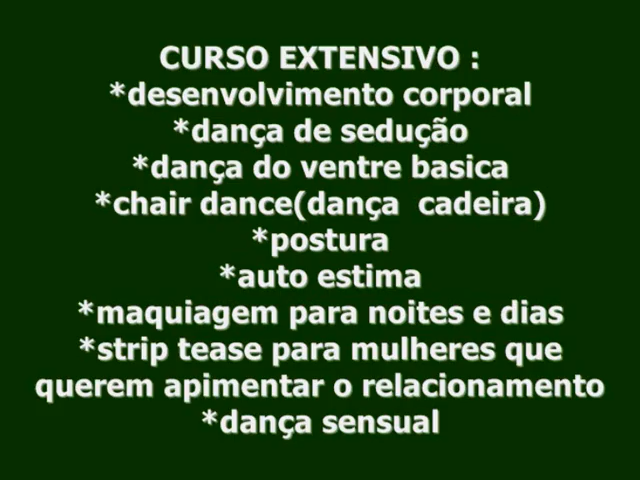 CURSO EXTENSIVO :
*desenvolvimento corporal
*dança de sedução
*dança do ventre basica
*chair dance(dança  cadeira)
*postura
*auto estima
*maquiagem para noites e dias
*strip tease para mulheres que
querem apimentar o relacionamento
*dança sensual